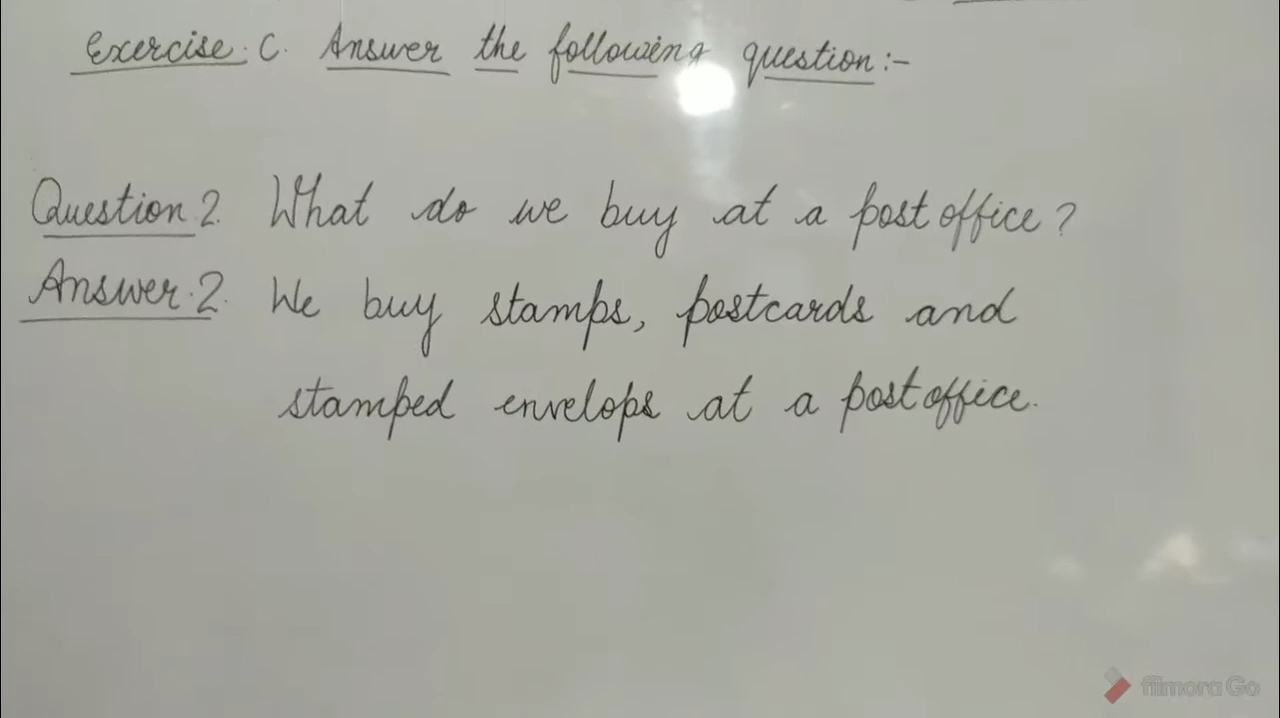 Exercise. C. Answer the following question:-
Question 2. What do we buy at a post office?
Answer. 2. We buy stamps, postcards and
stamped envelops at a post office.
filmora Go